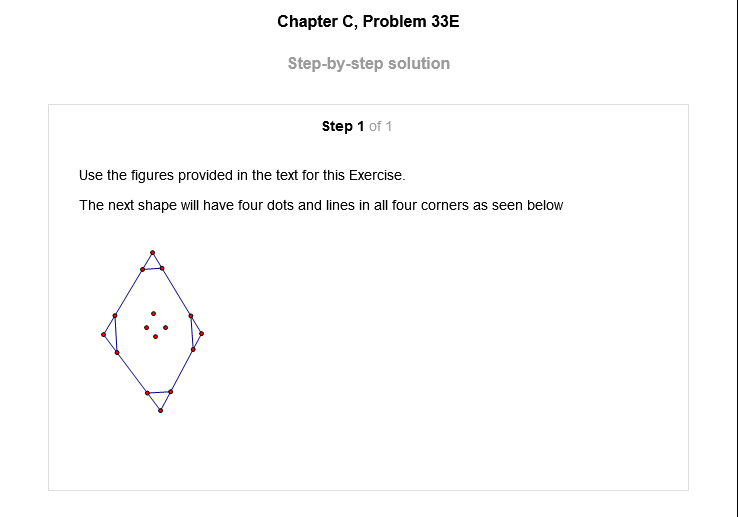 Chapter C, Problem 33E
Step-by-step solution
Step 1 of 1
Use the figures provided in the text for this Exercise.
The next shape will have four dots and lines in all four corners as seen below